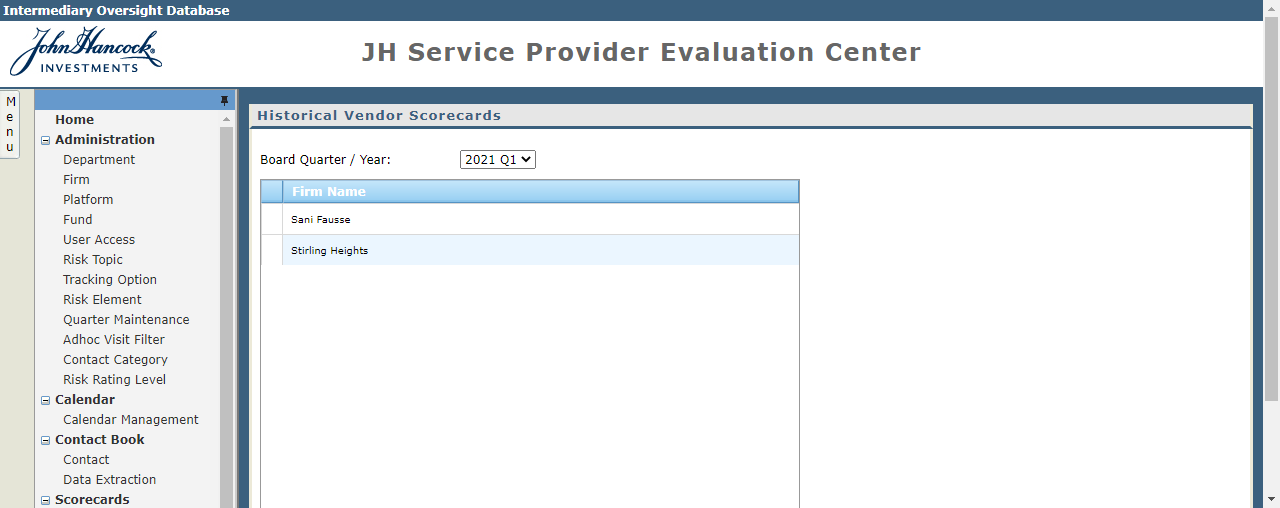 Intermediary Oversight Database
John Hancock
INVESTMENTS
JH Service Provider Evaluation Center
Menu
Home
Administration
Department
Firm
Platform
Fund
User Access
Risk Topic
Tracking Option
Risk Element
Quarter Maintenance
Adhoc Visit Filter
Contact Category
Risk Rating Level
Calendar
Calendar Management
Contact Book
Contact
Data Extraction
Scorecards
Historical Vendor Scorecards
Board Quarter / Year: 2021 Q1
Firm Name
Sani Fausse
Stirling Heights